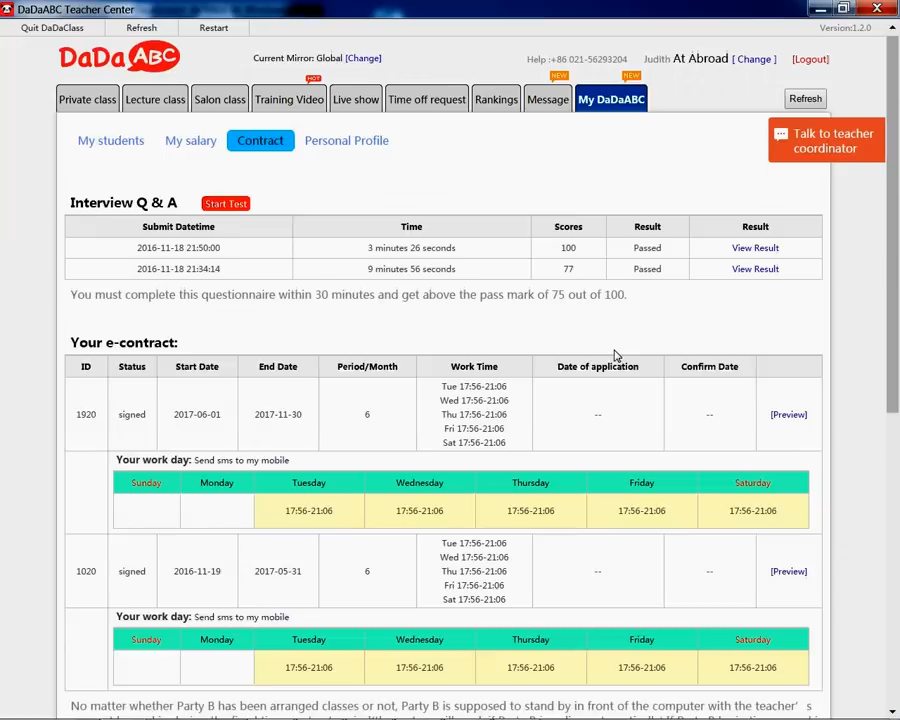 DaDaABC Teacher Center
Quit DaDaClass Refresh Restart Version:1.2.0
DaDa ABC Current Mirror: Global [Change] Help :+86 021-56293204 Judith At Abroad [ Change ] [Logout]
HOT NEW NEW
Private class Lecture class Salon class Training Video Live show Time off request Rankings Message My DaDaABC Refresh
My students My salary Contract Personal Profile
Talk to teacher
coordinator
Interview Q & A Start Test
Submit Datetime Time Scores Result Result
2016-11-18 21:50:00 3 minutes 26 seconds 100 Passed View Result
2016-11-18 21:34:14 9 minutes 56 seconds 77 Passed View Result
You must complete this questionnaire within 30 minutes and get above the pass mark of 75 out of 100.
Your e-contract:
ID Status Start Date End Date Period/Month Work Time Date of application Confirm Date
Tue 17:56-21:06
Wed 17:56-21:06
1920 signed 2017-06-01 2017-11-30 6 Thu 17:56-21:06 -- -- [Preview]
Fri 17:56-21:06
Sat 17:56-21:06
Your work day: Send sms to my mobile
Sunday Monday Tuesday Wednesday Thursday Friday Saturday
17:56-21:06 17:56-21:06 17:56-21:06 17:56-21:06 17:56-21:06
Tue 17:56-21:06
Wed 17:56-21:06
1020 signed 2016-11-19 2017-05-31 6 Thu 17:56-21:06 -- -- [Preview]
Fri 17:56-21:06
Sat 17:56-21:06
Your work day: Send sms to my mobile
Sunday Monday Tuesday Wednesday Thursday Friday Saturday
17:56-21:06 17:56-21:06 17:56-21:06 17:56-21:06 17:56-21:06
No matter whether Party B has been arranged classes or not, Party B is supposed to stand by in front of the computer with the teacher' s